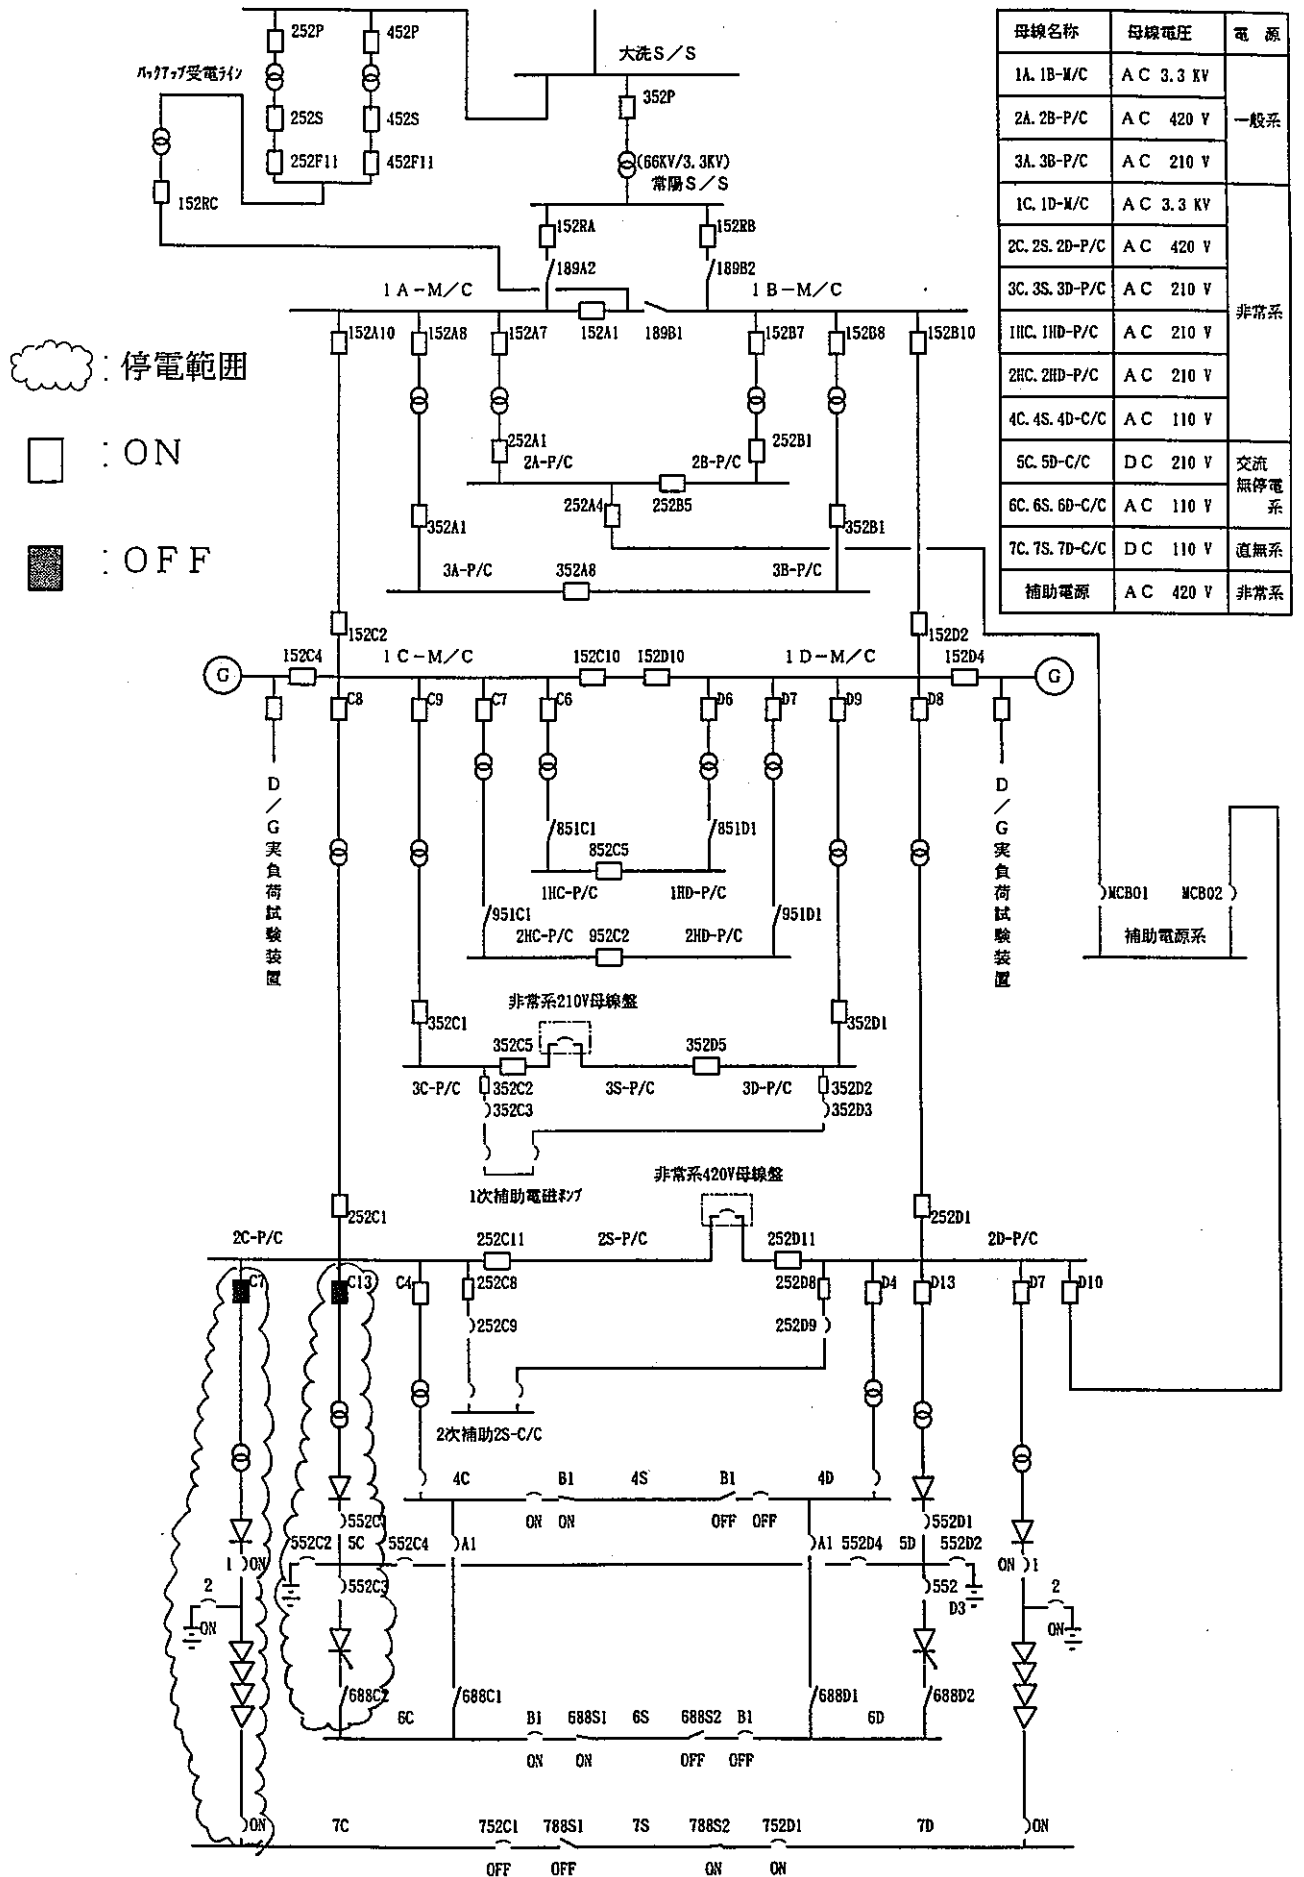 252P
452P
大洗S/S
バックアップ受電ライン
352P
252S
452S
252F11
452F11
(66KV/3.3KV)
常陽S/S
152RC
152RA
152RB
189A2
189B2
1A-M/C
1B-M/C
152A10
152A8
152A7
152A1
189B1
152B7
152B8
152B10
:停電範囲
:ON
:OFF
252A1
252B1
2A-P/C
2B-P/C
252A4
252B5
352A1
352B1
3A-P/C
352A8
3B-P/C
母線名称 母線電圧 電 源
1A. 1B-M/C AC 3.3 KV
2A. 2B-P/C AC 420 V 一般系
3A. 3B-P/C AC 210 V
1C. 1D-M/C AC 3.3 KV
2C. 2S. 2D-P/C AC 420 V
3C. 3S. 3D-P/C AC 210 V
非常系
1HC. 1HD-P/C AC 210 V
2HC. 2HD-P/C AC 210 V
4C. 4S. 4D-C/C AC 110 V
5C. 5D-C/C DC 210 V 交流
無停電
系
6C. 6S. 6D-C/C AC 110 V
7C. 7S. 7D-C/C DC 110 V 直無系
補助電源 AC 420 V 非常系
152C2
152D2
152C4
1C-M/C
152C10
152D10
1D-M/C
152D4
G
G
C8
C9
C7
C6
D6
D7
D9
D8
D/G実負荷試験装置
D/G実負荷試験装置
851C1
851D1
852C5
1HC-P/C
1HD-P/C
951C1
951D1
2HC-P/C
952C2
2HD-P/C
MCB01
MCB02
補助電源系
非常系210V母線盤
352C1
352D1
352C5
352D5
3C-P/C
352C2
3S-P/C
3D-P/C
352D2
352C3
352D3
1次補助電磁ポンプ
非常系420V母線盤
252C1
252D1
2C-P/C
252C11
2S-P/C
252D11
2D-P/C
C7
C13
C4
252C8
252D8
D4
D13
D7
D10
252C9
252D9
2次補助2S-C/C
4C
B1
4S
B1
4D
ON
ON
OFF
OFF
552C1
552D1
552C2
5C
552C4
A1
A1
552D4
5D
552D2
1
ON
ON
1
552C3
552
D3
2
2
ON
ON
688C2
688C1
688D1
688D2
6C
B1
688S1
6S
688S2
B1
6D
ON
ON
OFF
OFF
ON
7C
752C1
788S1
7S
788S2
752D1
7D
ON
OFF
OFF
ON
ON